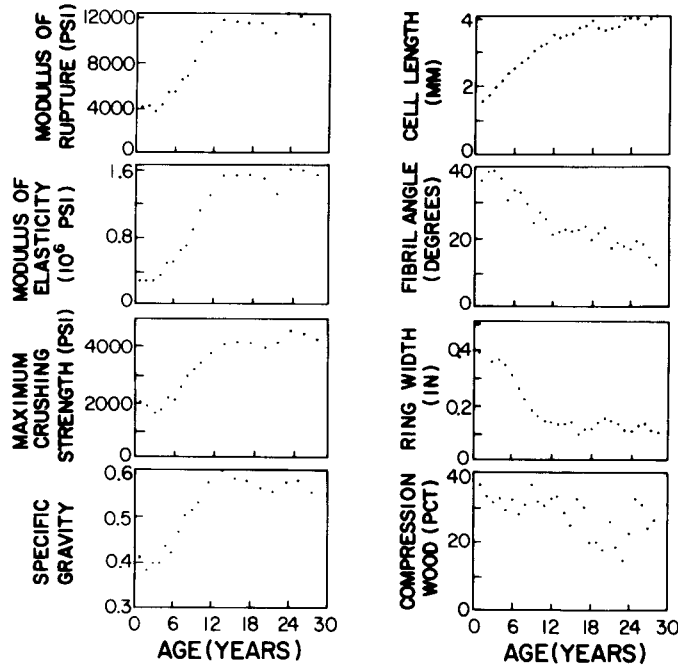 MODULUS OF
RUPTURE (PSI)
12000
8000
4000
0
MODULUS OF
ELASTICITY
(10⁶ PSI)
1.6
0.8
0
MAXIMUM
CRUSHING
STRENGTH (PSI)
4000
2000
0
SPECIFIC
GRAVITY
0.6
0.5
0.4
0.3
0 6 12 18 24 30
AGE (YEARS)
CELL LENGTH
(MM)
4
2
0
FIBRIL ANGLE
(DEGREES)
40
20
0
RING WIDTH
(IN)
0.4
0.2
0
COMPRESSION
WOOD (PCT)
40
20
0
0 6 12 18 24 30
AGE (YEARS)